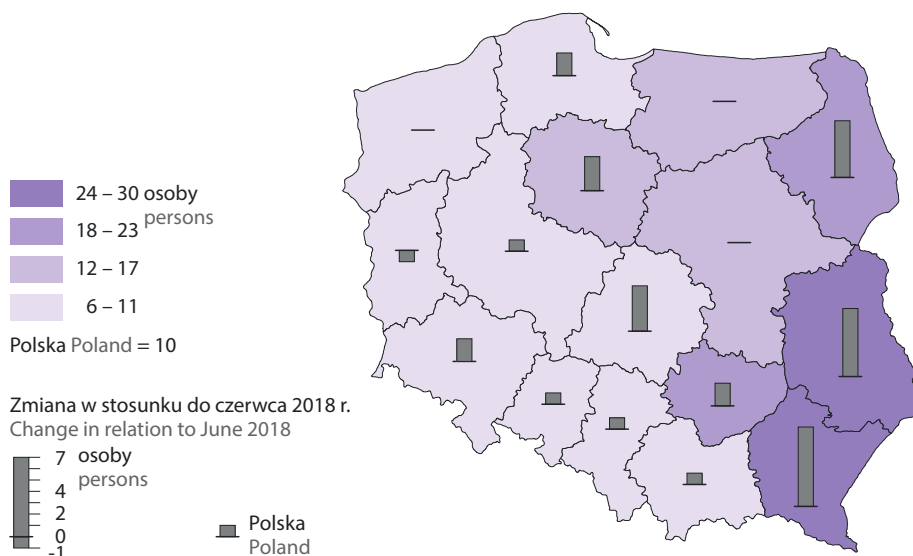 24 – 30 osoby
persons
18 – 23
12 – 17
6 – 11
Polska Poland = 10
Zmiana w stosunku do czerwca 2018 r.
Change in relation to June 2018
7 osoby
persons
4
2
0
-1
Polska
Poland